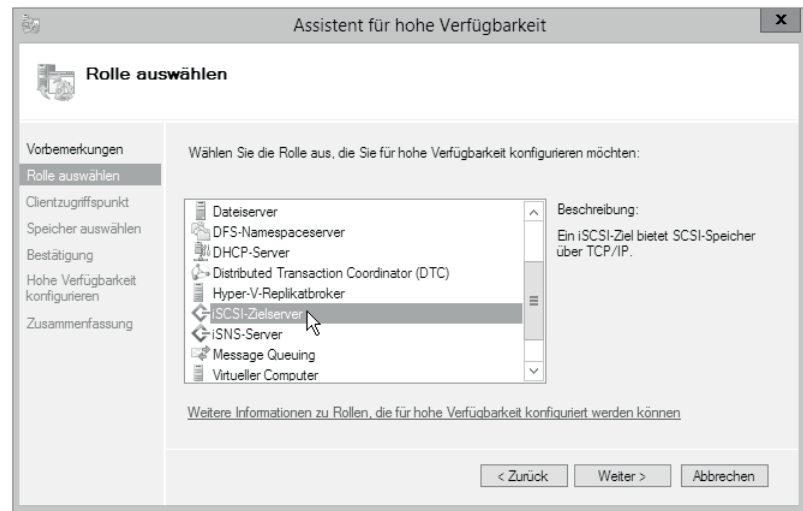 Assistent für hohe Verfügbarkeit
x
Rolle auswählen
Vorbemerkungen
Rolle auswählen
Clientzugriffspunkt
Speicher auswählen
Bestätigung
Hohe Verfügbarkeit
konfigurieren
Zusammenfassung
Wählen Sie die Rolle aus, die Sie für hohe Verfügbarkeit konfigurieren möchten:
Dateiserver
DFS-Namespaceserver
DHCP-Server
Distributed Transaction Coordinator (DTC)
Hyper-V-Replikatbroker
iSCSI-Zielserver
iSNS-Server
Message Queuing
Virtueller Computer
Beschreibung:
Ein iSCSI-Ziel bietet SCSI-Speicher
über TCP/IP.
Weitere Informationen zu Rollen, die für hohe Verfügbarkeit konfiguriert werden können
< Zurück
Weiter >
Abbrechen